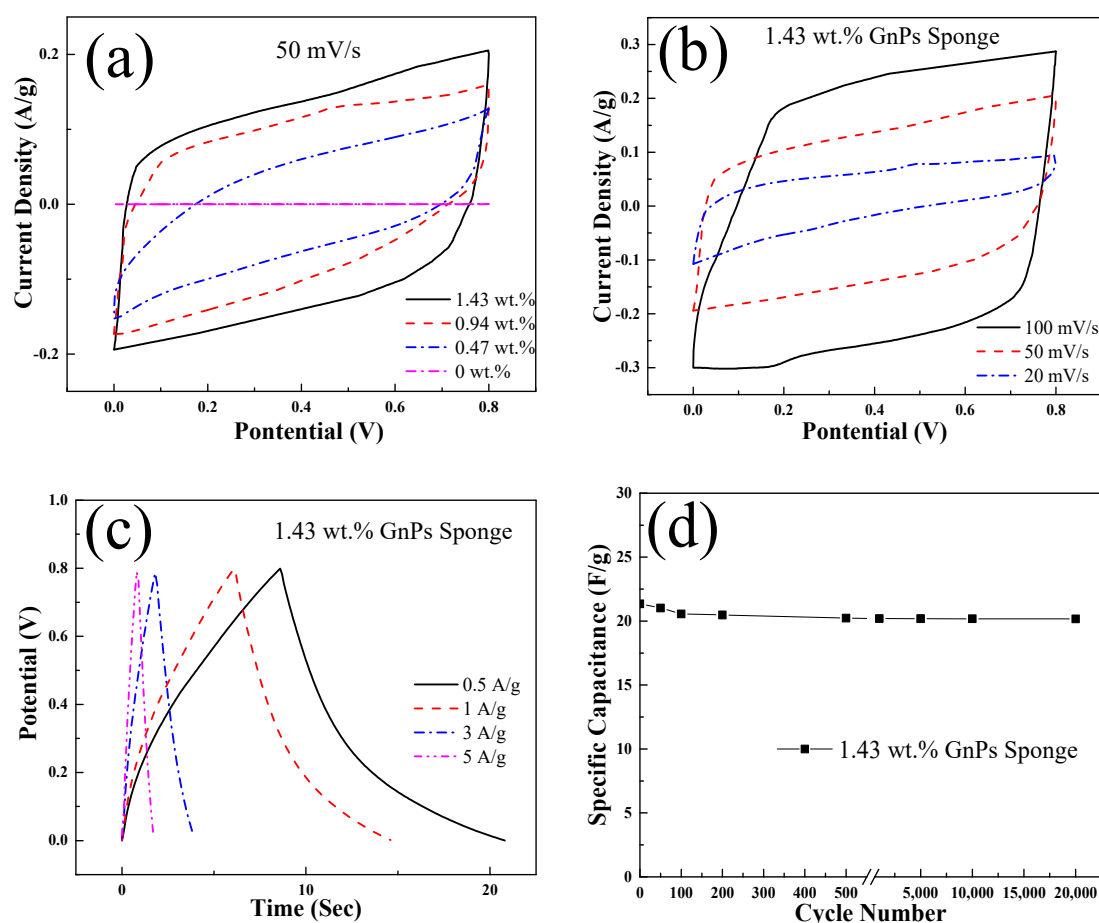 (a)
50 mV/s
Current Density (A/g)
0.2
0.0
-0.2
1.43 wt.%
0.94 wt.%
0.47 wt.%
0 wt.%
0.0
0.2
0.4
0.6
0.8
Pontential (V)
(b)
1.43 wt.% GnPs Sponge
Current Density (A/g)
0.3
0.2
0.1
0.0
-0.1
-0.2
-0.3
100 mV/s
50 mV/s
20 mV/s
0.0
0.2
0.4
0.6
0.8
Pontential (V)
(c)
1.43 wt.% GnPs Sponge
Potential (V)
1.0
0.8
0.6
0.4
0.2
0.0
0.5 A/g
1 A/g
3 A/g
5 A/g
0
10
20
Time (Sec)
(d)
Specific Capacitance (F/g)
30
25
20
15
10
5
0
1.43 wt.% GnPs Sponge
0
100
200
300
400
500
5,000
10,000
15,000
20,000
Cycle Number